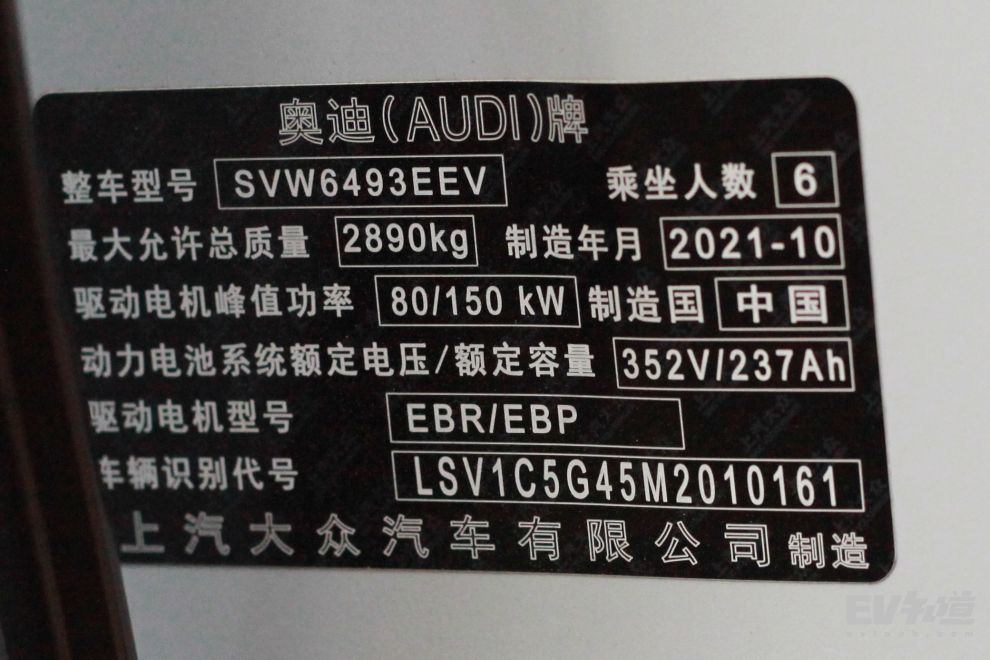 奥迪(AUDI)牌
整车型号 SVW6493EEV 乘坐人数 6
最大允许总质量 2890kg 制造年月 2021-10
驱动电机峰值功率 80/150 kW 制造国 中国
动力电池系统额定电压/额定容量 352V/237Ah
驱动电机型号 EBR/EBP
车辆识别代号 LSV1C5G45M2010161
上汽大众汽车有限公司 制造
EV知道